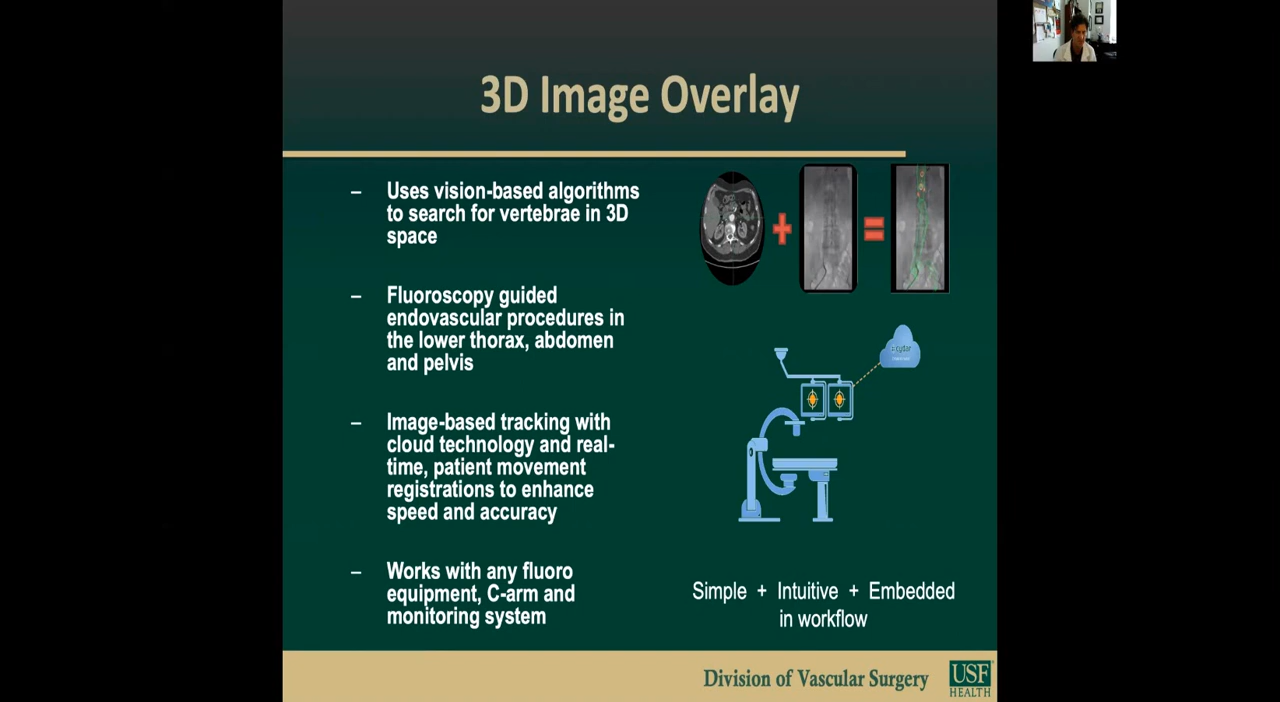 3D Image Overlay
– Uses vision-based algorithms
to search for vertebrae in 3D
space
– Fluoroscopy guided
endovascular procedures in
the lower thorax, abdomen
and pelvis
– Image-based tracking with
cloud technology and real-
time, patient movement
registrations to enhance
speed and accuracy
– Works with any fluoro
equipment, C-arm and
monitoring system
Simple + Intuitive + Embedded
in workflow
Division of Vascular Surgery
USF
HEALTH